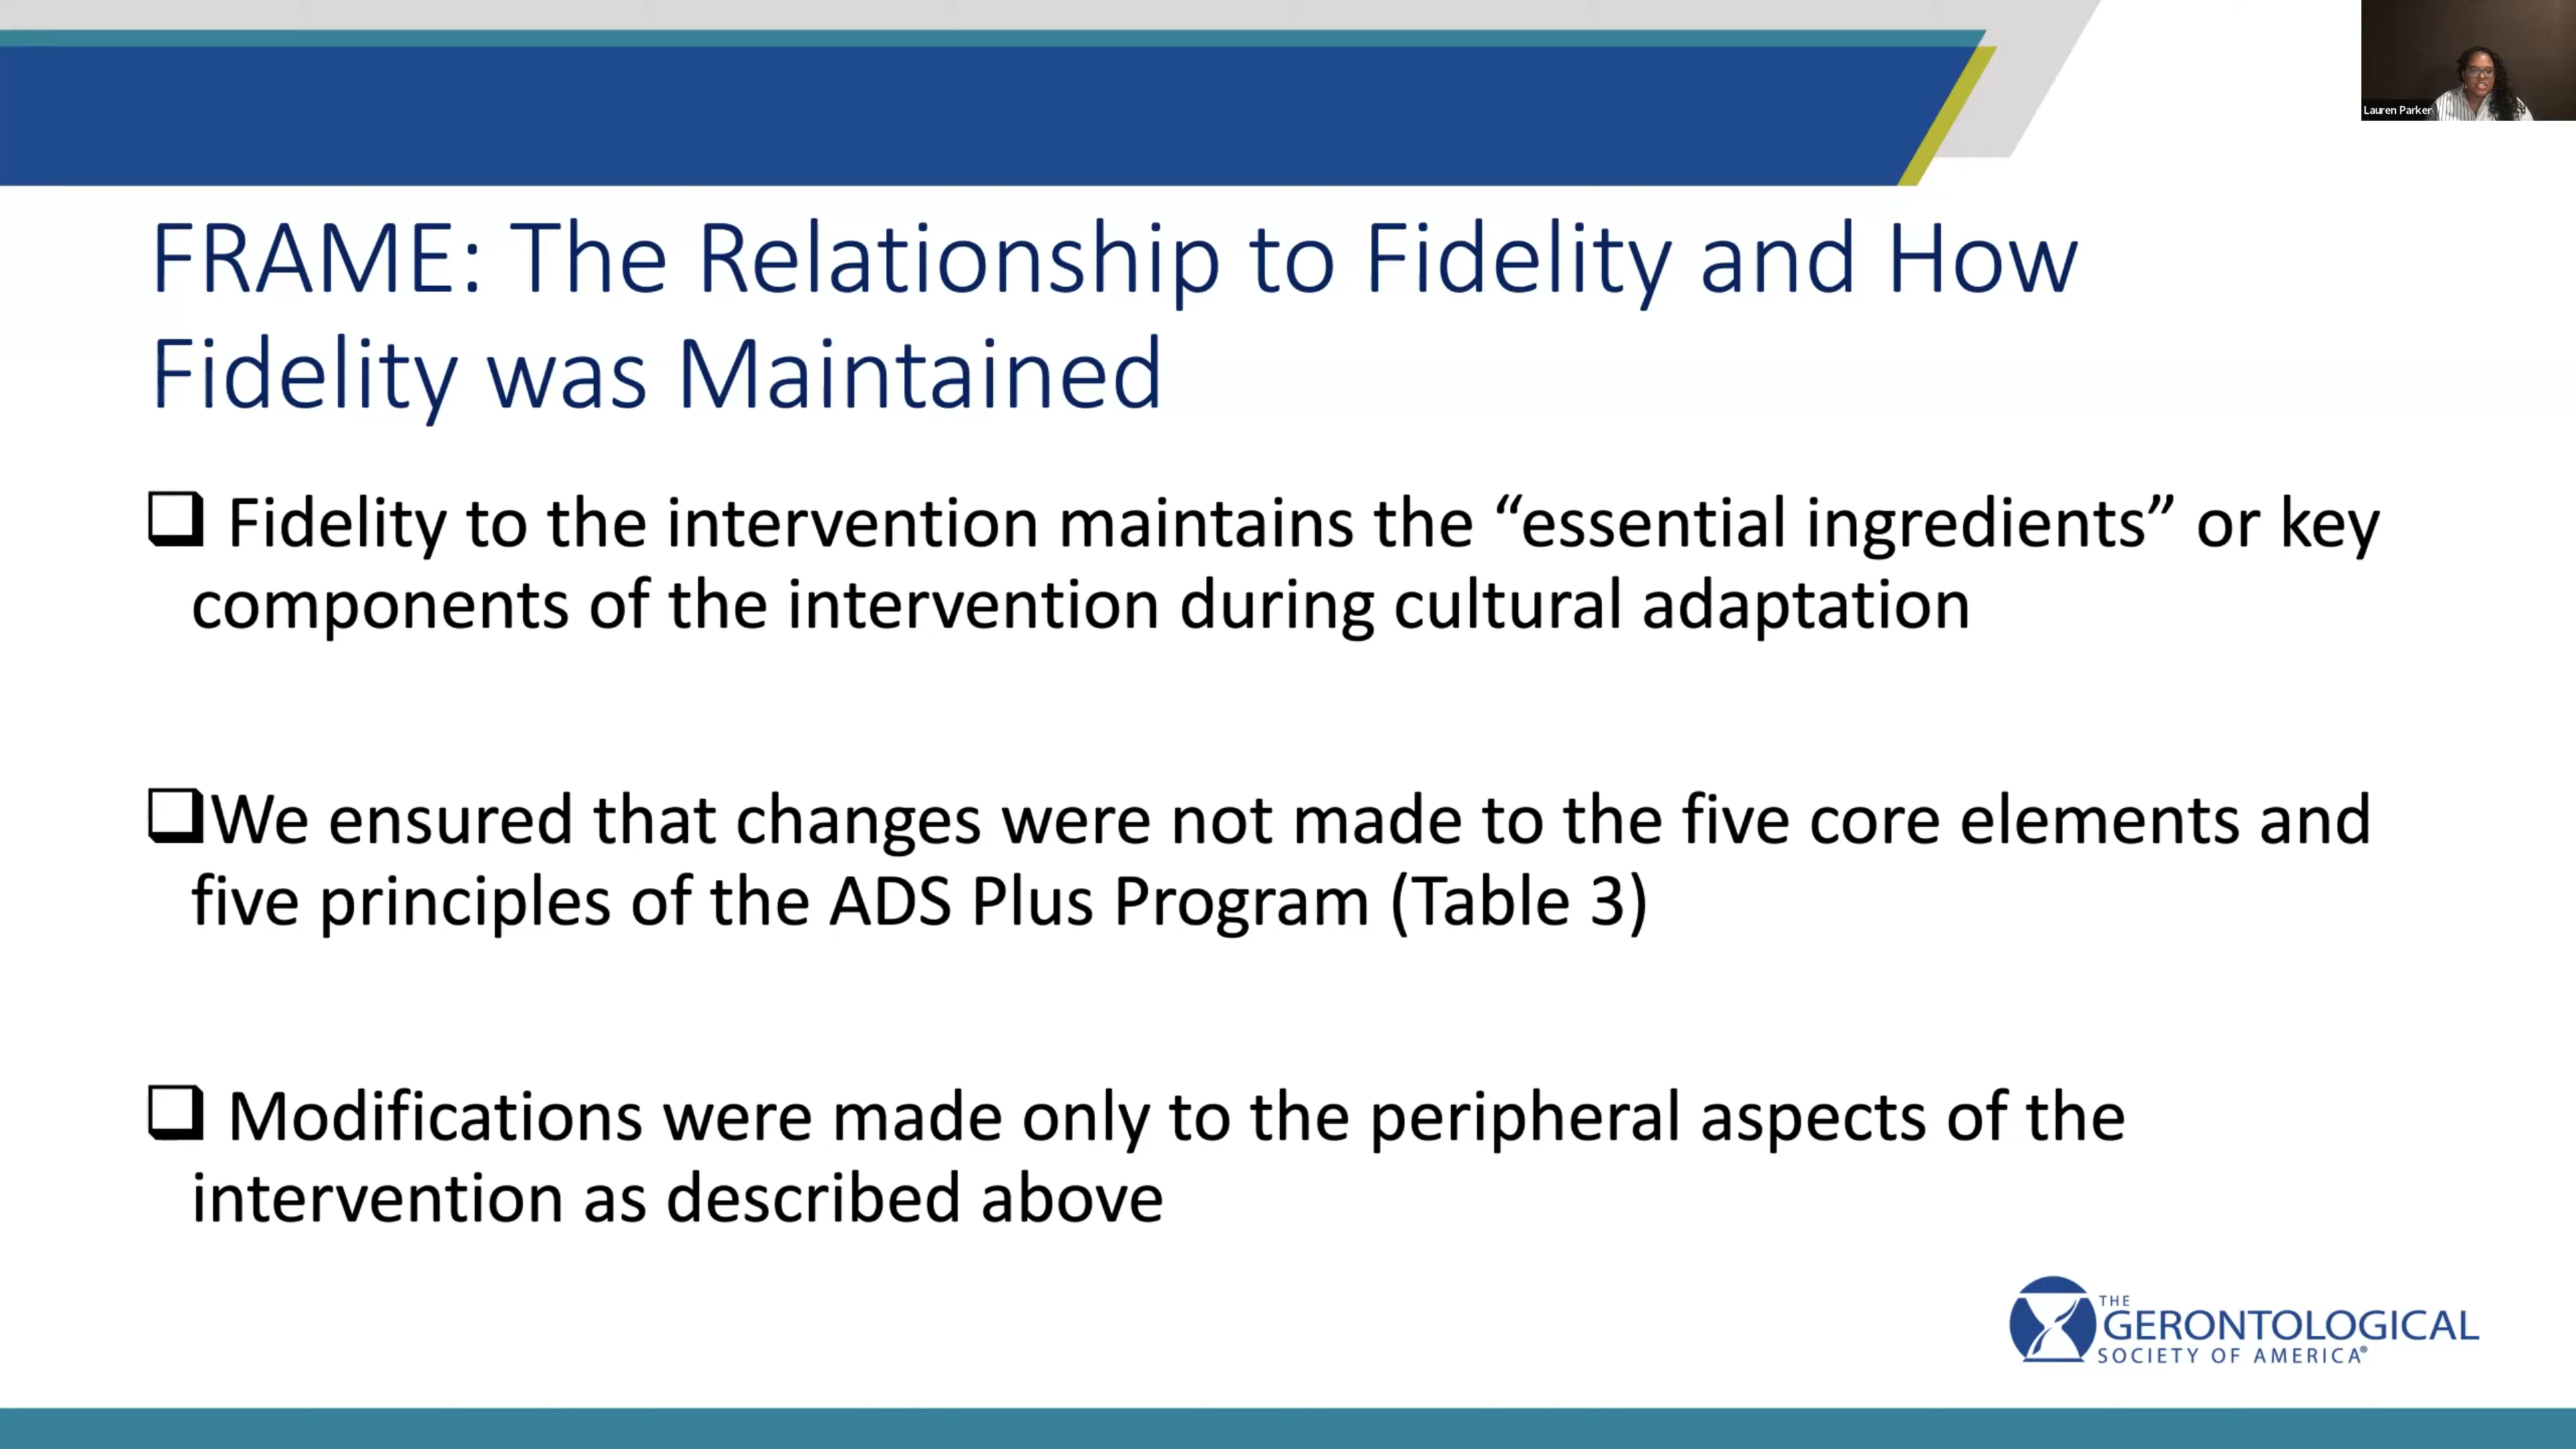 Lauren Parker
FRAME: The Relationship to Fidelity and How
Fidelity was Maintained
❑ Fidelity to the intervention maintains the “essential ingredients” or key
components of the intervention during cultural adaptation
❑We ensured that changes were not made to the five core elements and
five principles of the ADS Plus Program (Table 3)
❑ Modifications were made only to the peripheral aspects of the
intervention as described above
THE
GERONTOLOGICAL
SOCIETY OF AMERICA®